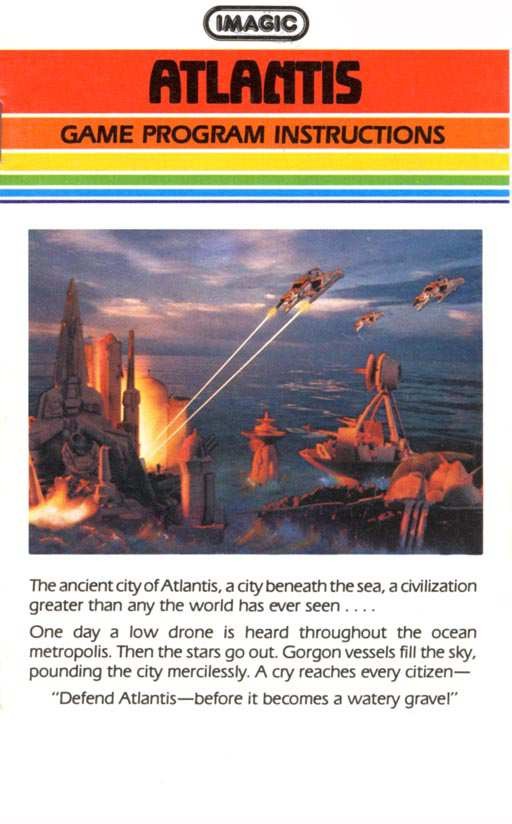 IMAGIC
ATLANTIS
GAME PROGRAM INSTRUCTIONS
The ancient city of Atlantis, a city beneath the sea, a civilization
greater than any the world has ever seen . . . .
One day a low drone is heard throughout the ocean
metropolis. Then the stars go out. Gorgon vessels fill the sky,
pounding the city mercilessly. A cry reaches every citizen—
"Defend Atlantis—before it becomes a watery grave!"